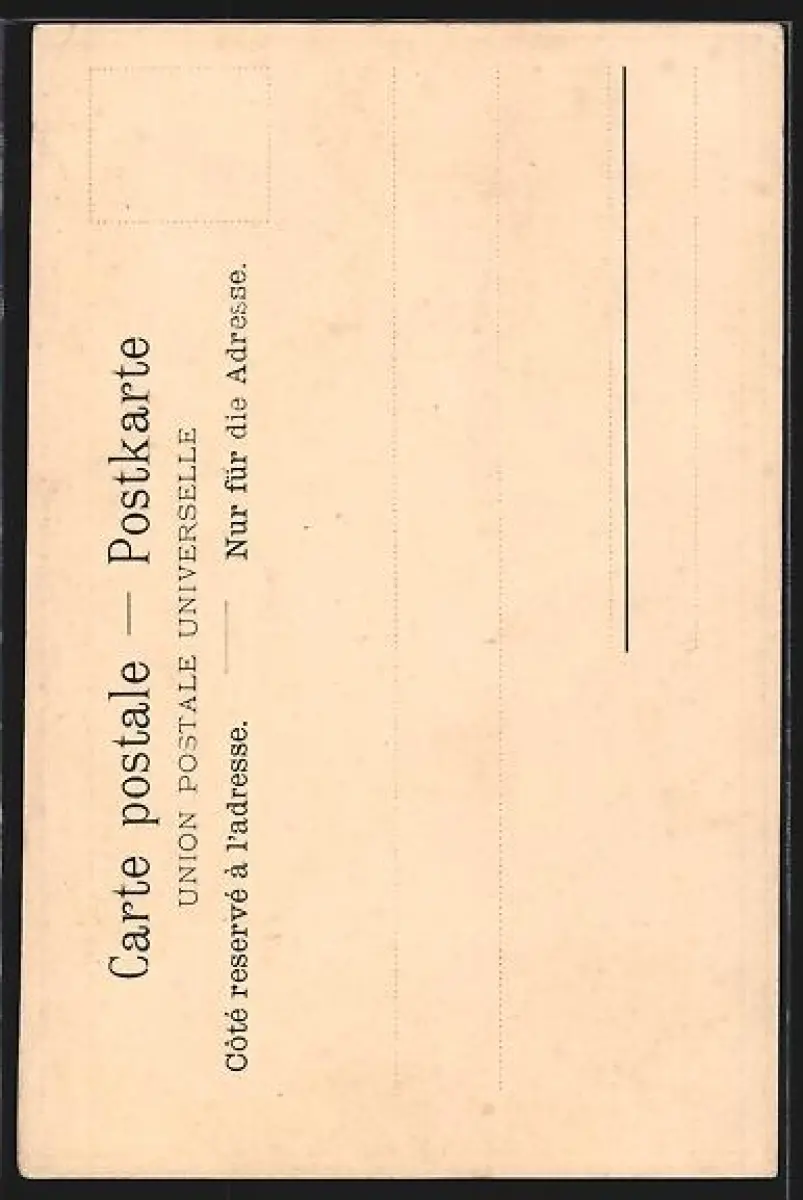 Carte postale — Postkarte
UNION POSTALE UNIVERSELLE
Côté reservé à l'adresse. — Nur für die Adresse.